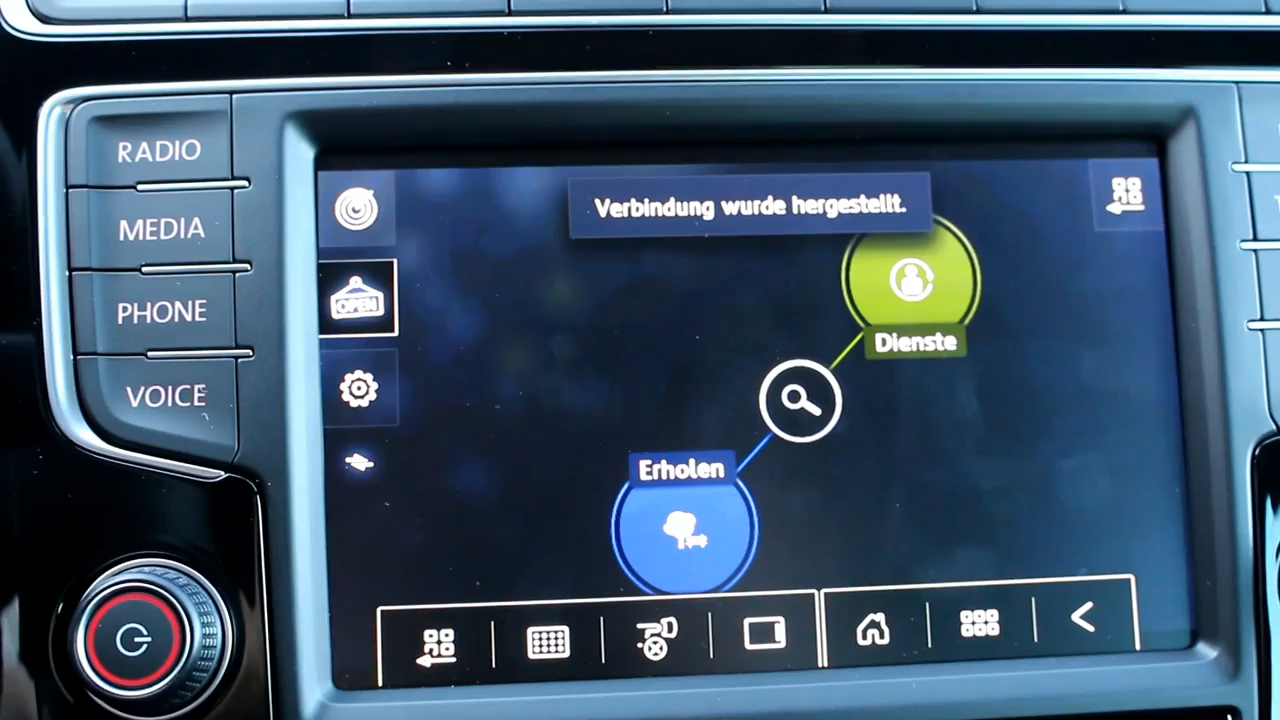 RADIO
MEDIA
PHONE
VOICE
Verbindung wurde hergestellt.
OPEN
Dienste
Erholen